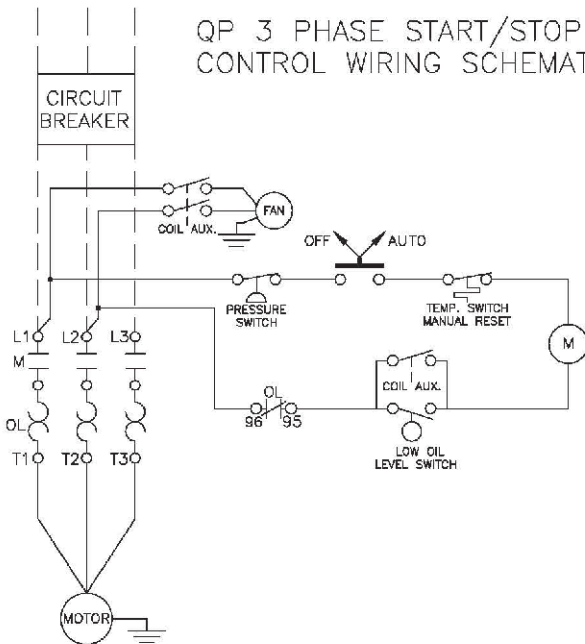 QP 3 PHASE START/STOP
CONTROL WIRING SCHEMAT
CIRCUIT
BREAKER
FAN
COIL AUX.
OFF
AUTO
PRESSURE
SWITCH
TEMP. SWITCH
MANUAL RESET
L1
L2
L3
M
M
COIL AUX.
OL
96
95
OL
LOW OIL
LEVEL SWITCH
T1
T2
T3
MOTOR